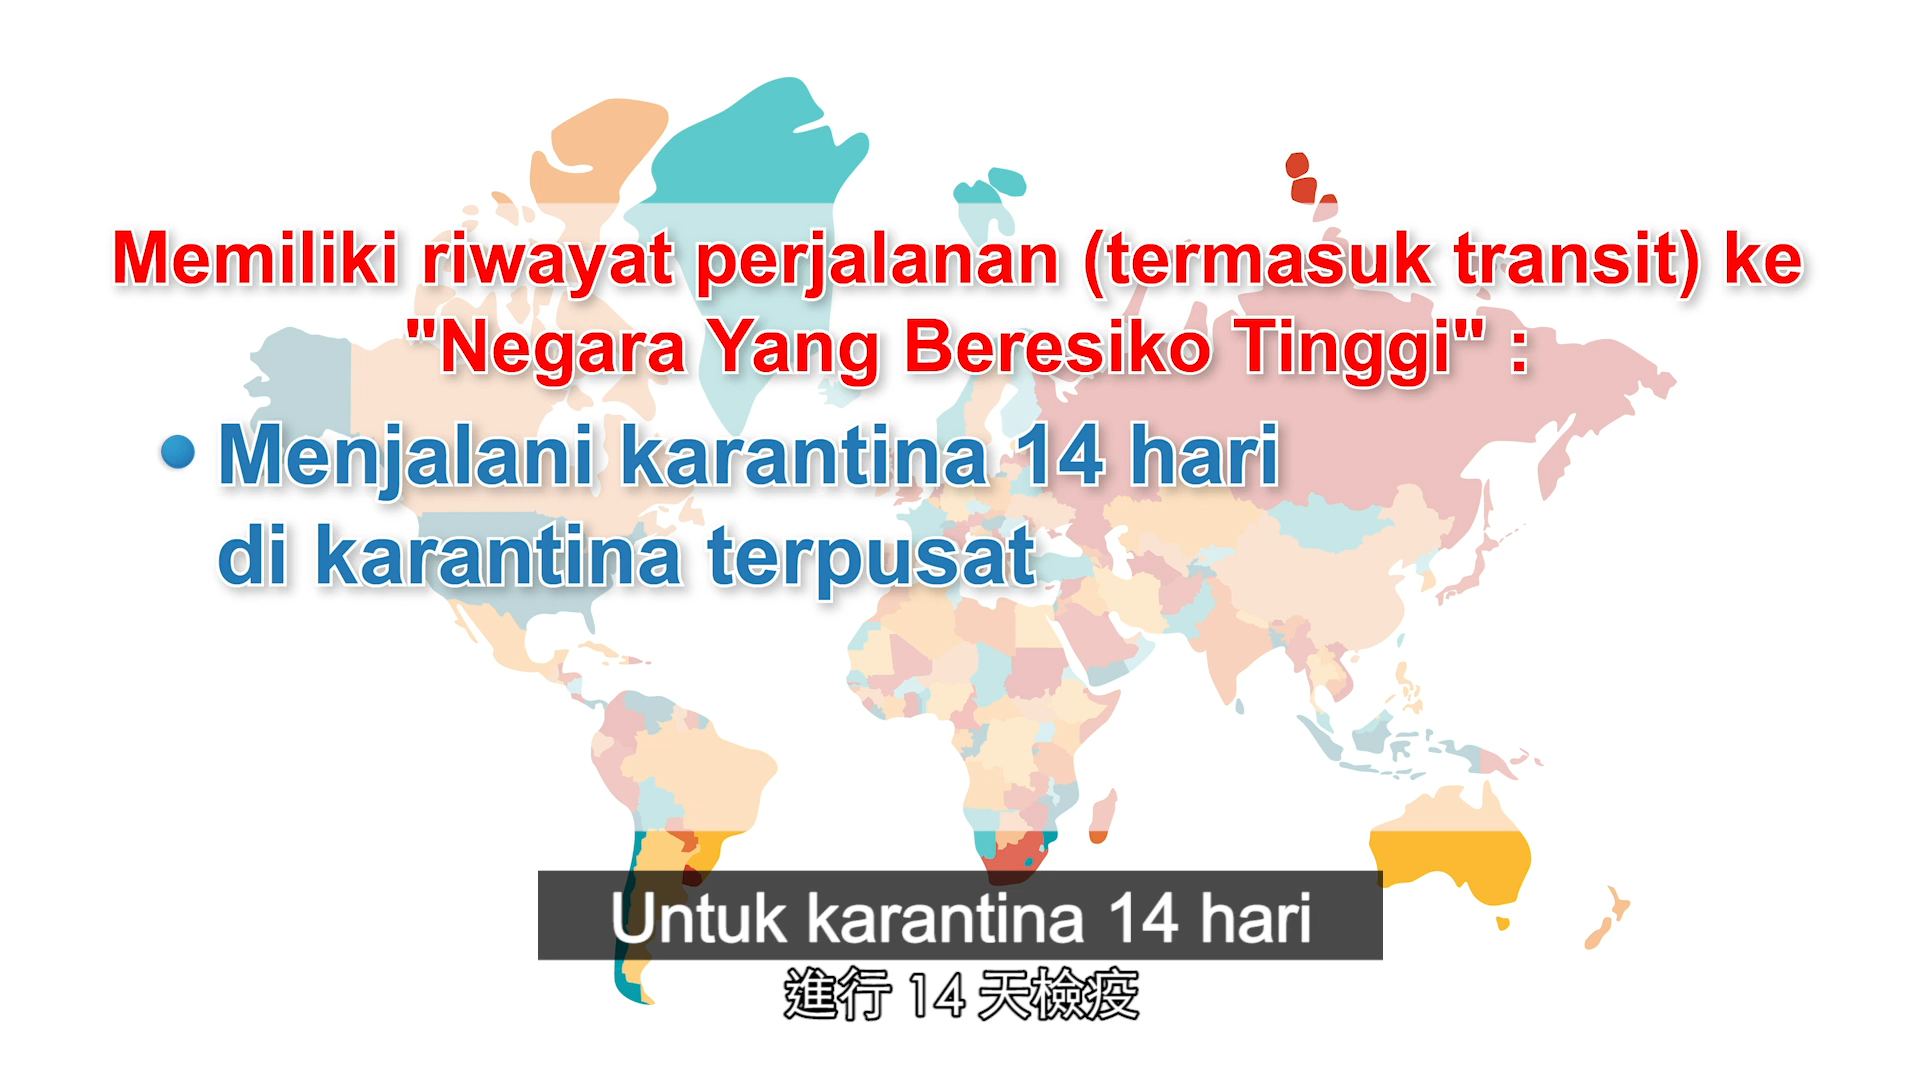 Memiliki riwayat perjalanan (termasuk transit) ke
"Negara Yang Beresiko Tinggi" :
• Menjalani karantina 14 hari
di karantina terpusat
Untuk karantina 14 hari
進行 14 天檢疫